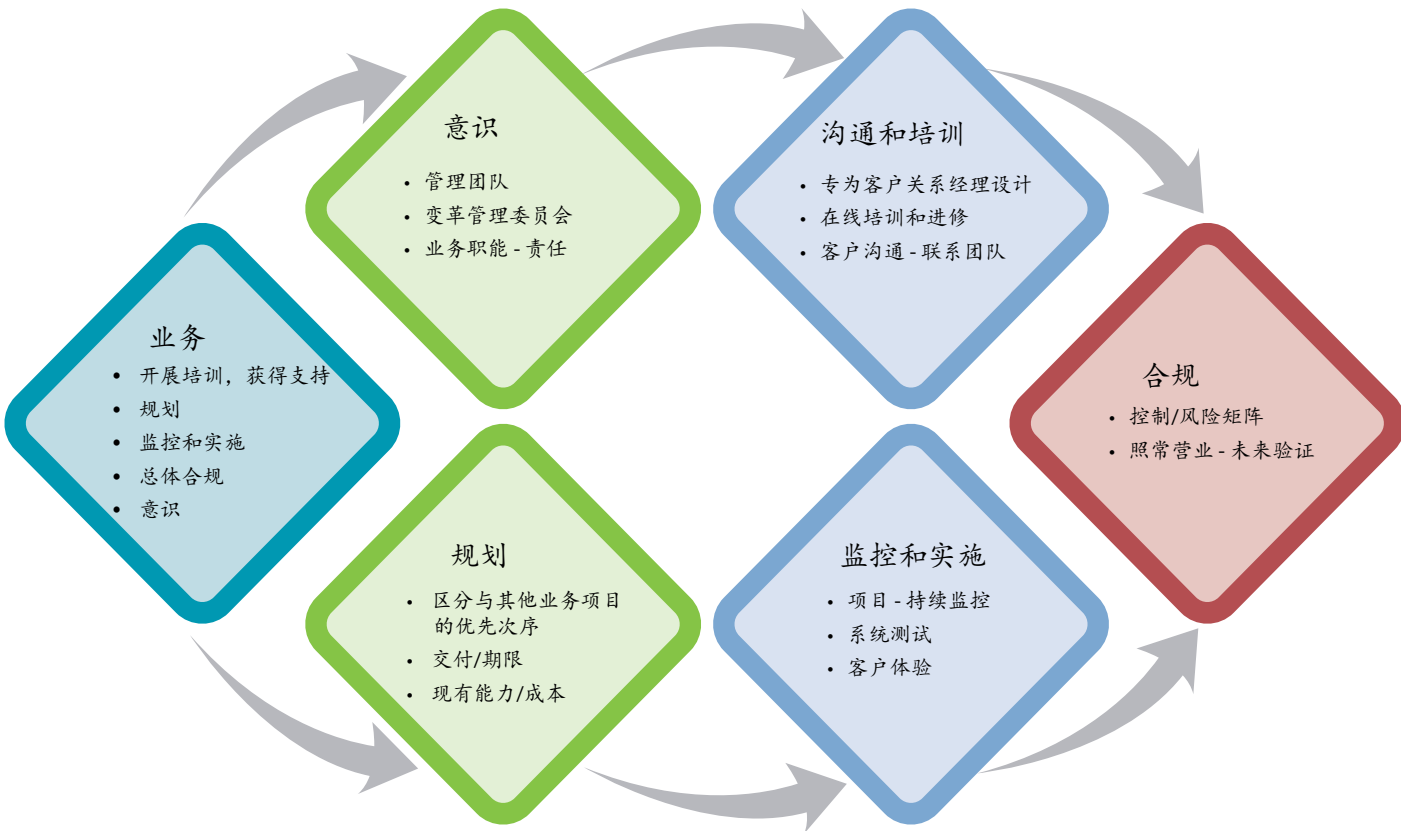 业务
• 开展培训，获得支持
• 规划
• 监控和实施
• 总体合规
• 意识
意识
• 管理团队
• 变革管理委员会
• 业务职能 - 责任
规划
• 区分与其他业务项目
的优先次序
• 交付/期限
• 现有能力/成本
沟通和培训
• 专为客户关系经理设计
• 在线培训和进修
• 客户沟通 - 联系团队
监控和实施
• 项目 - 持续监控
• 系统测试
• 客户体验
合规
• 控制/风险矩阵
• 照常营业 - 未来验证